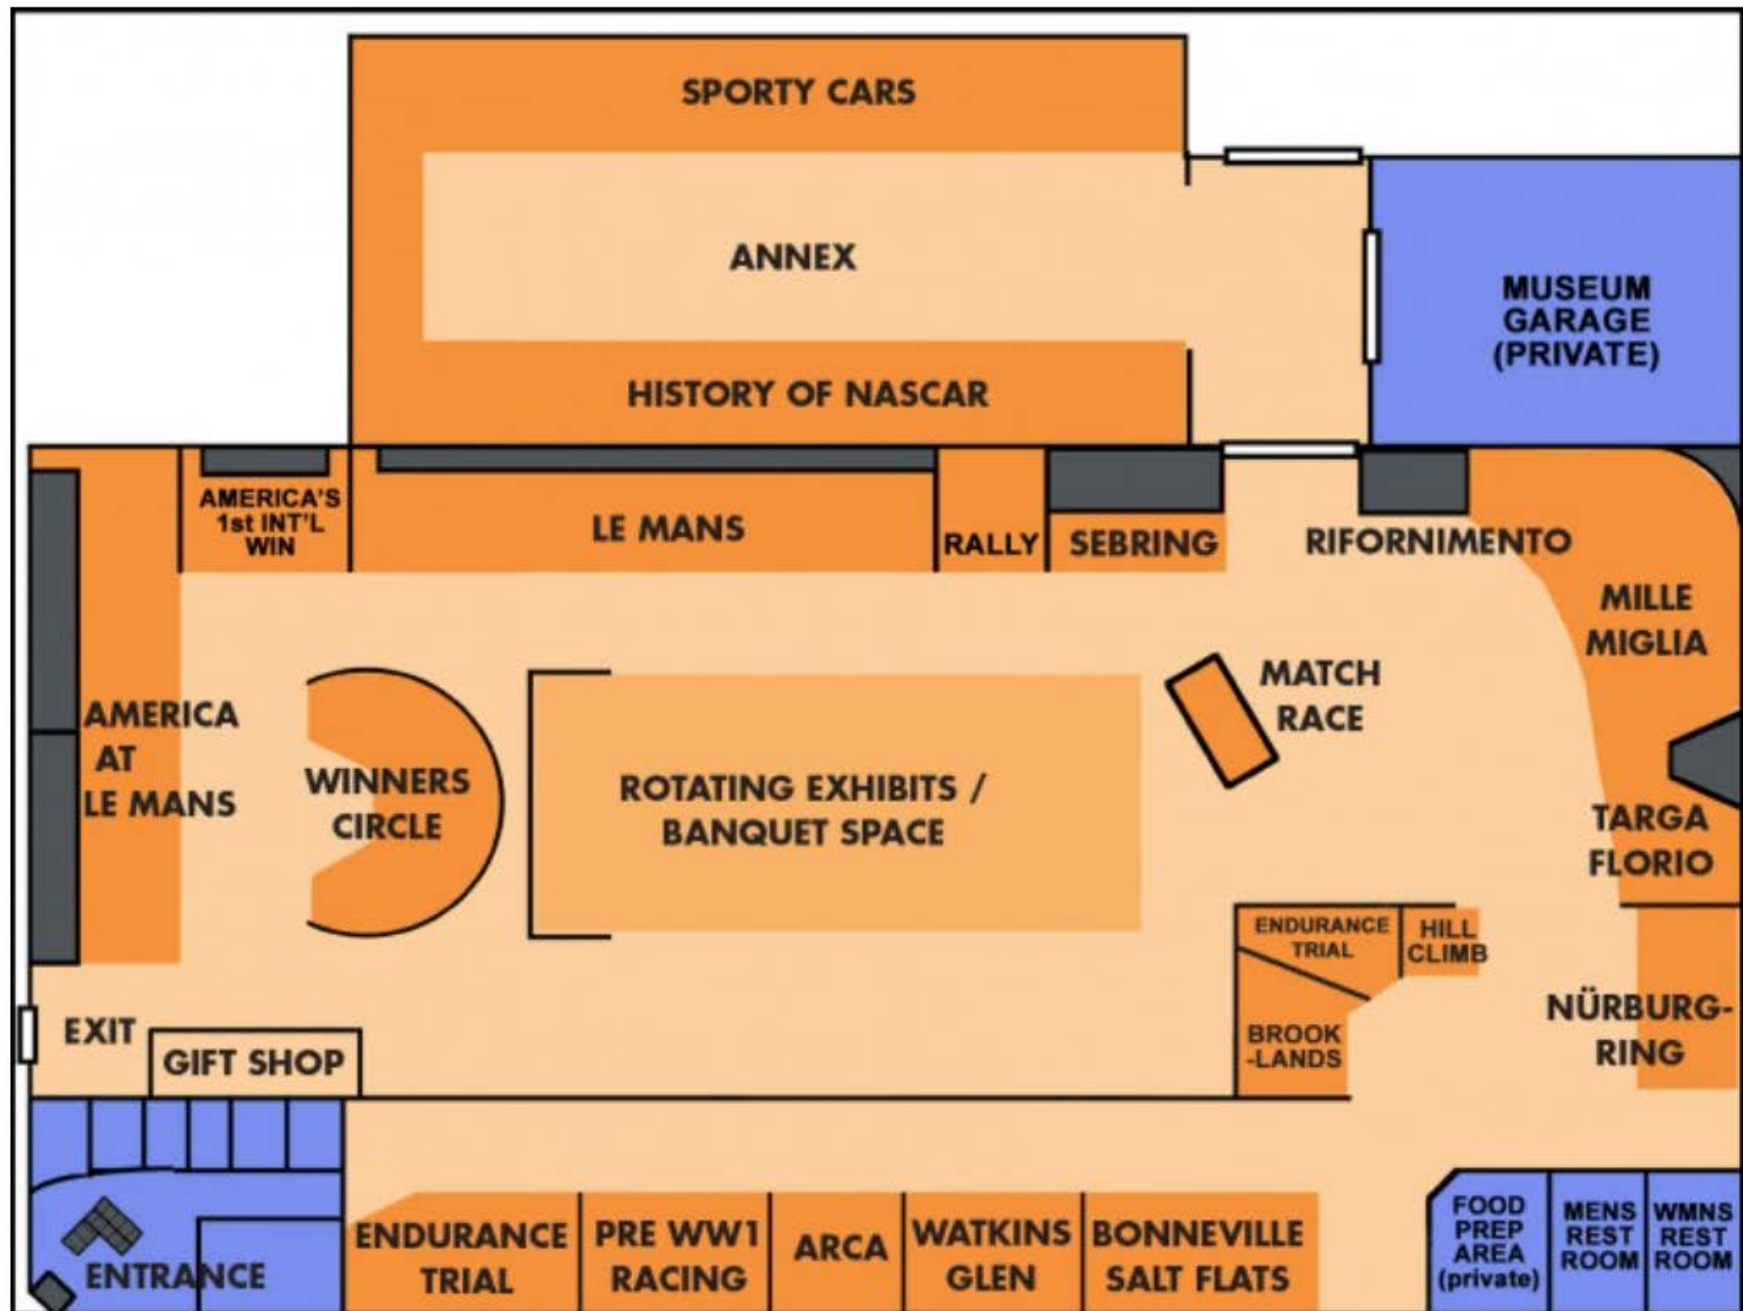 SPORTY CARS
ANNEX
MUSEUM
GARAGE
(PRIVATE)
HISTORY OF NASCAR
AMERICA'S
1st INT'L
WIN
LE MANS
RALLY
SEBRING
RIFORNIMENTO
MILLE
MIGLIA
MATCH
RACE
AMERICA
AT
LE MANS
WINNERS
CIRCLE
ROTATING EXHIBITS /
BANQUET SPACE
TARGA
FLORIO
ENDURANCE
TRIAL
HILL
CLIMB
BROOK
-LANDS
NÜRBURG-
RING
EXIT
GIFT SHOP
ENTRANCE
ENDURANCE
TRIAL
PRE WW1
RACING
ARCA
WATKINS
GLEN
BONNEVILLE
SALT FLATS
FOOD
PREP
AREA
(private)
MENS
REST
ROOM
WMNS
REST
ROOM